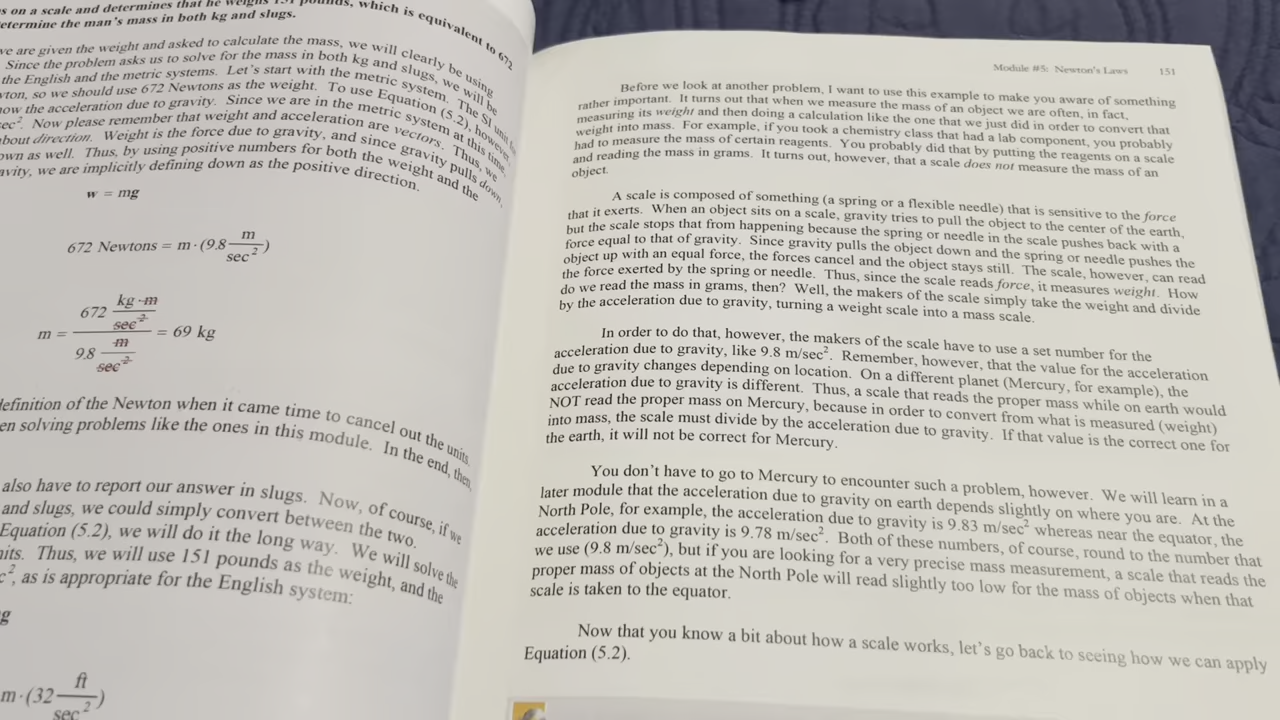 s on a scale and determines that he weighs 151 pounds, which is equivalent to 672
etermine the man's mass in both kg and slugs.
we are given the weight and asked to calculate the mass, we will clearly be using
Since the problem asks us to solve for the mass in both kg and slugs, we will be
the English and the metric systems. Let's start with the metric system. The SI unit
ton, so we should use 672 Newtons as the weight. To use Equation (5.2), however,
now the acceleration due to gravity. Since we are in the metric system at this time,
ec². Now please remember that weight and acceleration are vectors. Thus, we
about direction. Weight is the force due to gravity, and since gravity pulls down,
own as well. Thus, by using positive numbers for both the weight and the
avity, we are implicitly defining down as the positive direction.
w = mg
672 Newtons = m·(9.8 m/sec²)
m = 672 kg·m/sec² / 9.8 m/sec² = 69 kg
definition of the Newton when it came time to cancel out the units.
en solving problems like the ones in this module. In the end, then,
also have to report our answer in slugs. Now, of course, if we
and slugs, we could simply convert between the two.
Equation (5.2), we will do it the long way. We will solve the
nits. Thus, we will use 151 pounds as the weight, and the
c², as is appropriate for the English system:
g
m·(32 ft/sec²)
Module #5: Newton's Laws 151
Before we look at another problem, I want to use this example to make you aware of something
rather important. It turns out that when we measure the mass of an object we are often, in fact,
measuring its weight and then doing a calculation like the one that we just did in order to convert that
weight into mass. For example, if you took a chemistry class that had a lab component, you probably
had to measure the mass of certain reagents. You probably did that by putting the reagents on a scale
and reading the mass in grams. It turns out, however, that a scale does not measure the mass of an
object.
A scale is composed of something (a spring or a flexible needle) that is sensitive to the force
that it exerts. When an object sits on a scale, gravity tries to pull the object to the center of the earth,
but the scale stops that from happening because the spring or needle in the scale pushes back with a
force equal to that of gravity. Since gravity pulls the object down and the spring or needle pushes the
object up with an equal force, the forces cancel and the object stays still. The scale, however, can read
the force exerted by the spring or needle. Thus, since the scale reads force, it measures weight. How
do we read the mass in grams, then? Well, the makers of the scale simply take the weight and divide
by the acceleration due to gravity, turning a weight scale into a mass scale.
In order to do that, however, the makers of the scale have to use a set number for the
acceleration due to gravity, like 9.8 m/sec². Remember, however, that the value for the acceleration
due to gravity changes depending on location. On a different planet (Mercury, for example), the
acceleration due to gravity is different. Thus, a scale that reads the proper mass while on earth would
NOT read the proper mass on Mercury, because in order to convert from what is measured (weight)
into mass, the scale must divide by the acceleration due to gravity. If that value is the correct one for
the earth, it will not be correct for Mercury.
You don't have to go to Mercury to encounter such a problem, however. We will learn in a
later module that the acceleration due to gravity on earth depends slightly on where you are. At the
North Pole, for example, the acceleration due to gravity is 9.83 m/sec² whereas near the equator, the
acceleration due to gravity is 9.78 m/sec². Both of these numbers, of course, round to the number that
we use (9.8 m/sec²), but if you are looking for a very precise mass measurement, a scale that reads the
proper mass of objects at the North Pole will read slightly too low for the mass of objects when that
scale is taken to the equator.
Now that you know a bit about how a scale works, let's go back to seeing how we can apply
Equation (5.2).